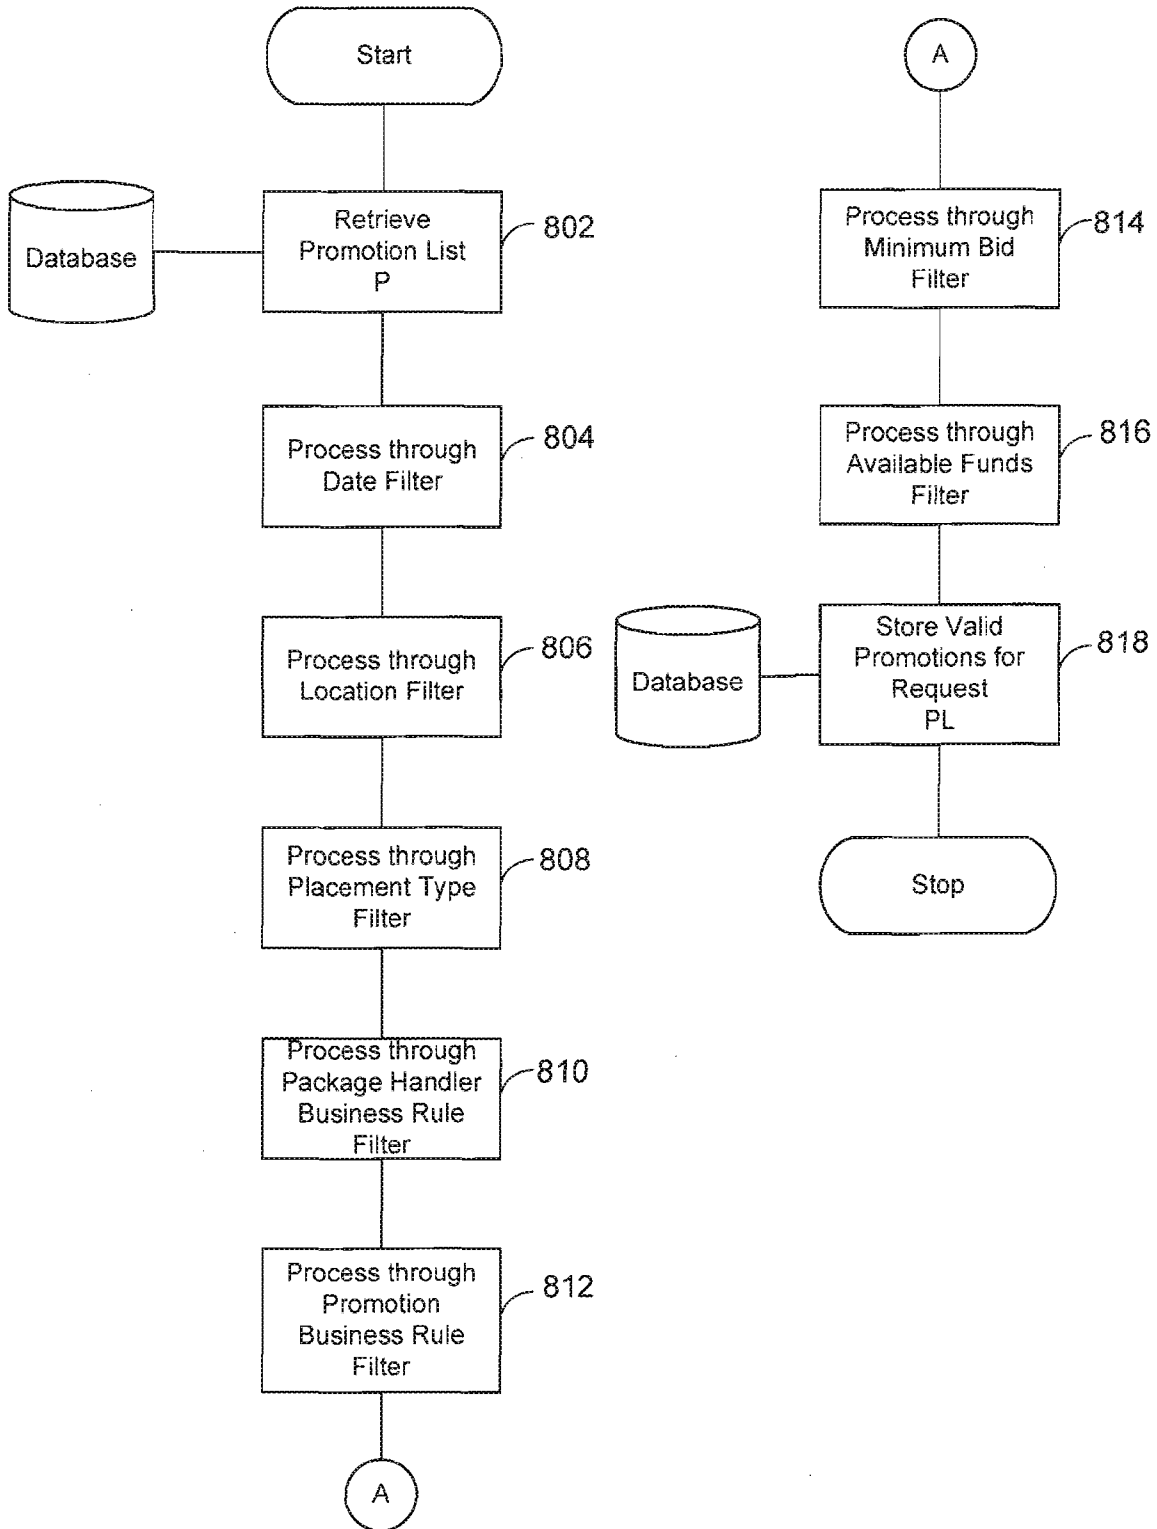 Start
Database
Retrieve
Promotion List
P
802
Process through
Date Filter
804
Process through
Location Filter
806
Process through
Placement Type
Filter
808
Process through
Package Handler
Business Rule
Filter
810
Process through
Promotion
Business Rule
Filter
812
A
A
Process through
Minimum Bid
Filter
814
Process through
Available Funds
Filter
816
Database
Store Valid
Promotions for
Request
PL
818
Stop